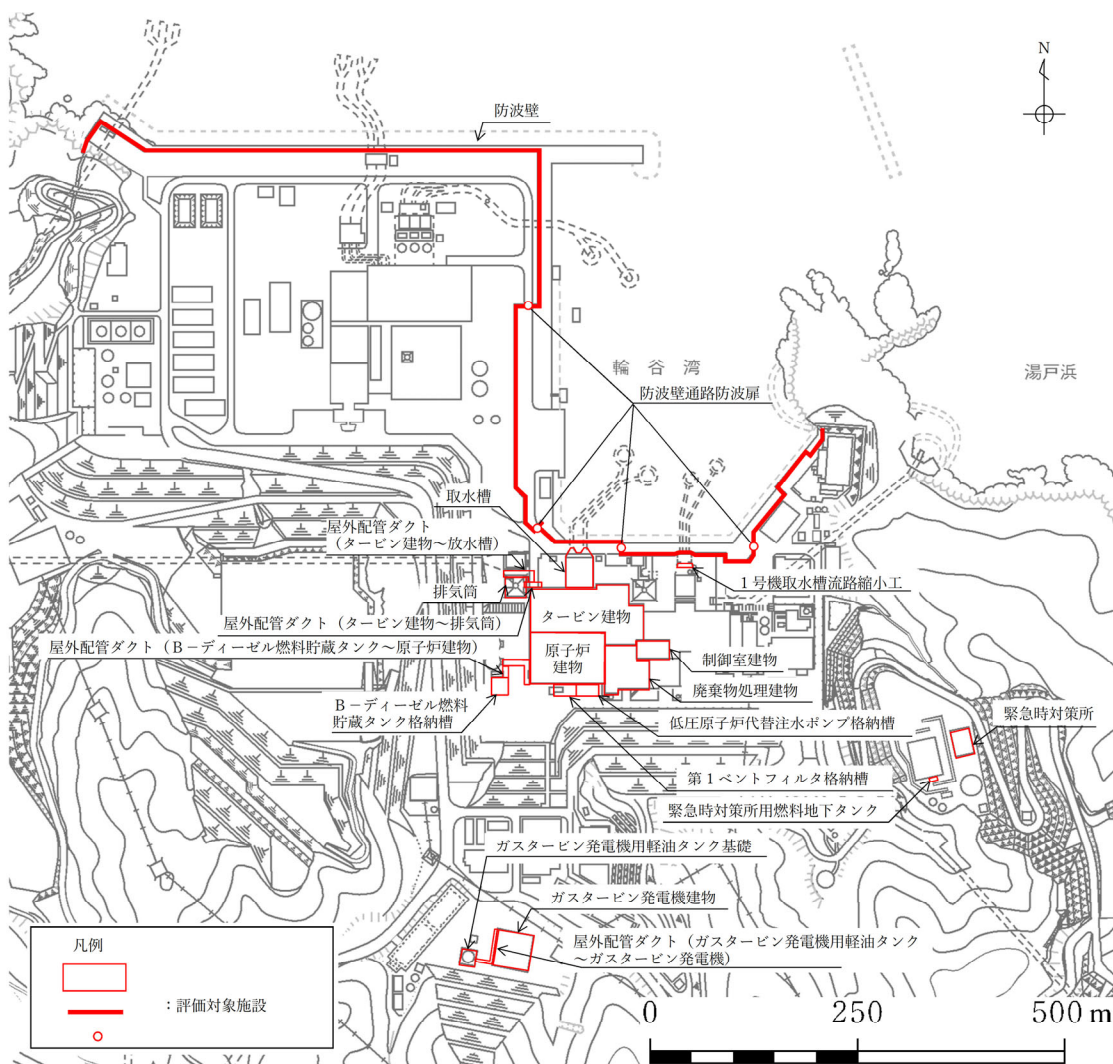 N
防波壁
輪谷湾
湯戸浜
防波壁通路防波扉
取水槽
屋外配管ダクト
(タービン建物～放水槽)
排気筒
1号機取水槽流路縮小工
タービン建物
屋外配管ダクト(タービン建物～排気筒)
屋外配管ダクト(B-ディーゼル燃料貯蔵タンク～原子炉建物)
原子炉
建物
制御室建物
廃棄物処理建物
B-ディーゼル燃料
貯蔵タンク格納槽
低圧原子炉代替注水ポンプ格納槽
緊急時対策所
第1ベントフィルタ格納槽
緊急時対策所用燃料地下タンク
ガスタービン発電機用軽油タンク基礎
ガスタービン発電機建物
屋外配管ダクト(ガスタービン発電機用軽油タンク
～ガスタービン発電機)
凡例
:評価対象施設
0 250 500 m